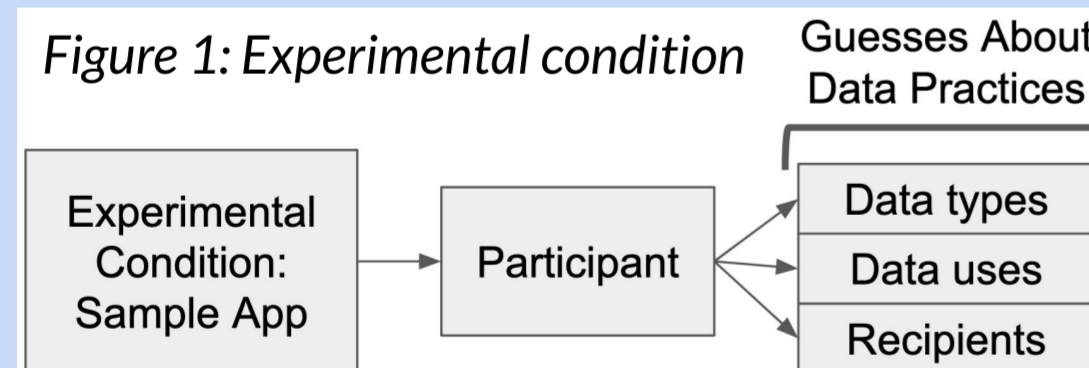 Figure 1: Experimental condition
Guesses About
Data Practices
Experimental
Condition:
Sample App
Participant
Data types
Data uses
Recipients